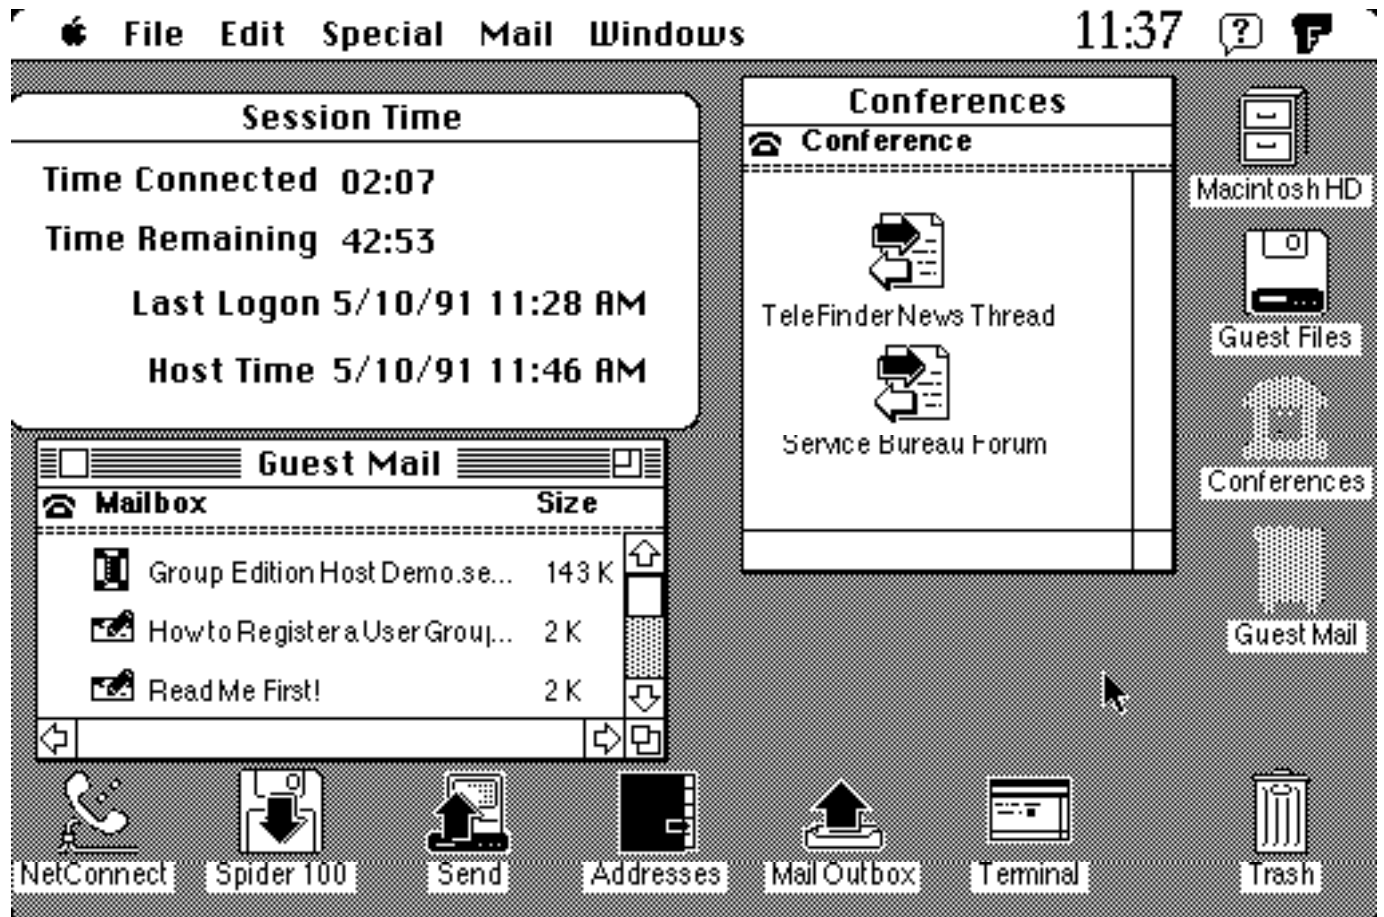 File Edit Special Mail Windows 11:37
Session Time
Time Connected 02:07
Time Remaining 42:53
Last Logon 5/10/91 11:28 AM
Host Time 5/10/91 11:46 AM
Conferences
Conference
TeleFinder News Thread
Service Bureau Forum
Macintosh HD
Guest Files
Conferences
Guest Mail
Guest Mail
Mailbox Size
Group Edition Host Demo.se... 143 K
How to Register a User Group... 2 K
Read Me First! 2 K
NetConnect Spider 100 Send Addresses Mail Outbox Terminal Trash